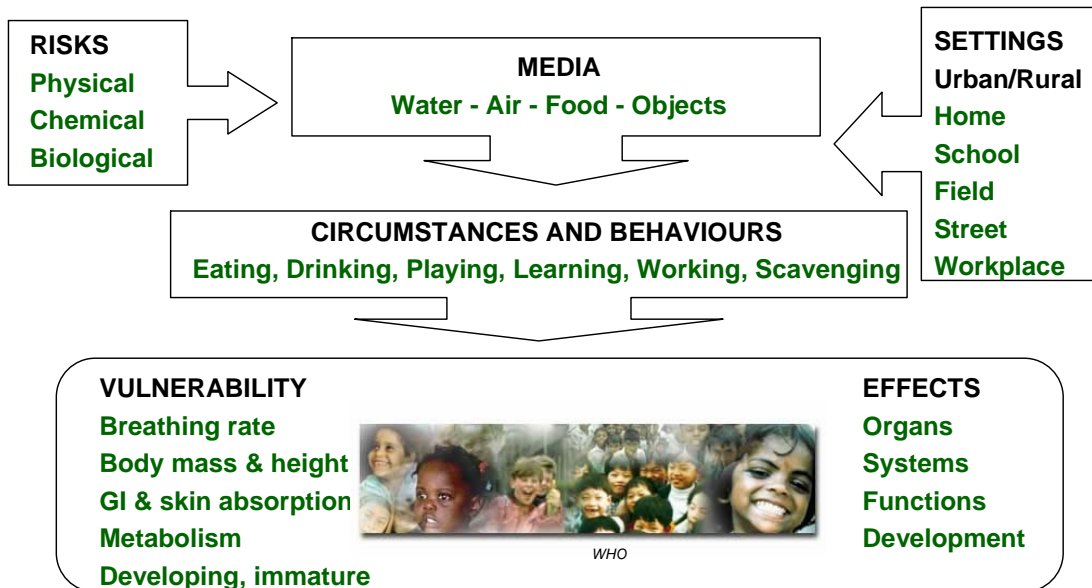 RISKS
Physical
Chemical
Biological
MEDIA
Water - Air - Food - Objects
SETTINGS
Urban/Rural
Home
School
Field
Street
Workplace
CIRCUMSTANCES AND BEHAVIOURS
Eating, Drinking, Playing, Learning, Working, Scavenging
VULNERABILITY
Breathing rate
Body mass & height
GI & skin absorption
Metabolism
Developing, immature
WHO
EFFECTS
Organs
Systems
Functions
Development